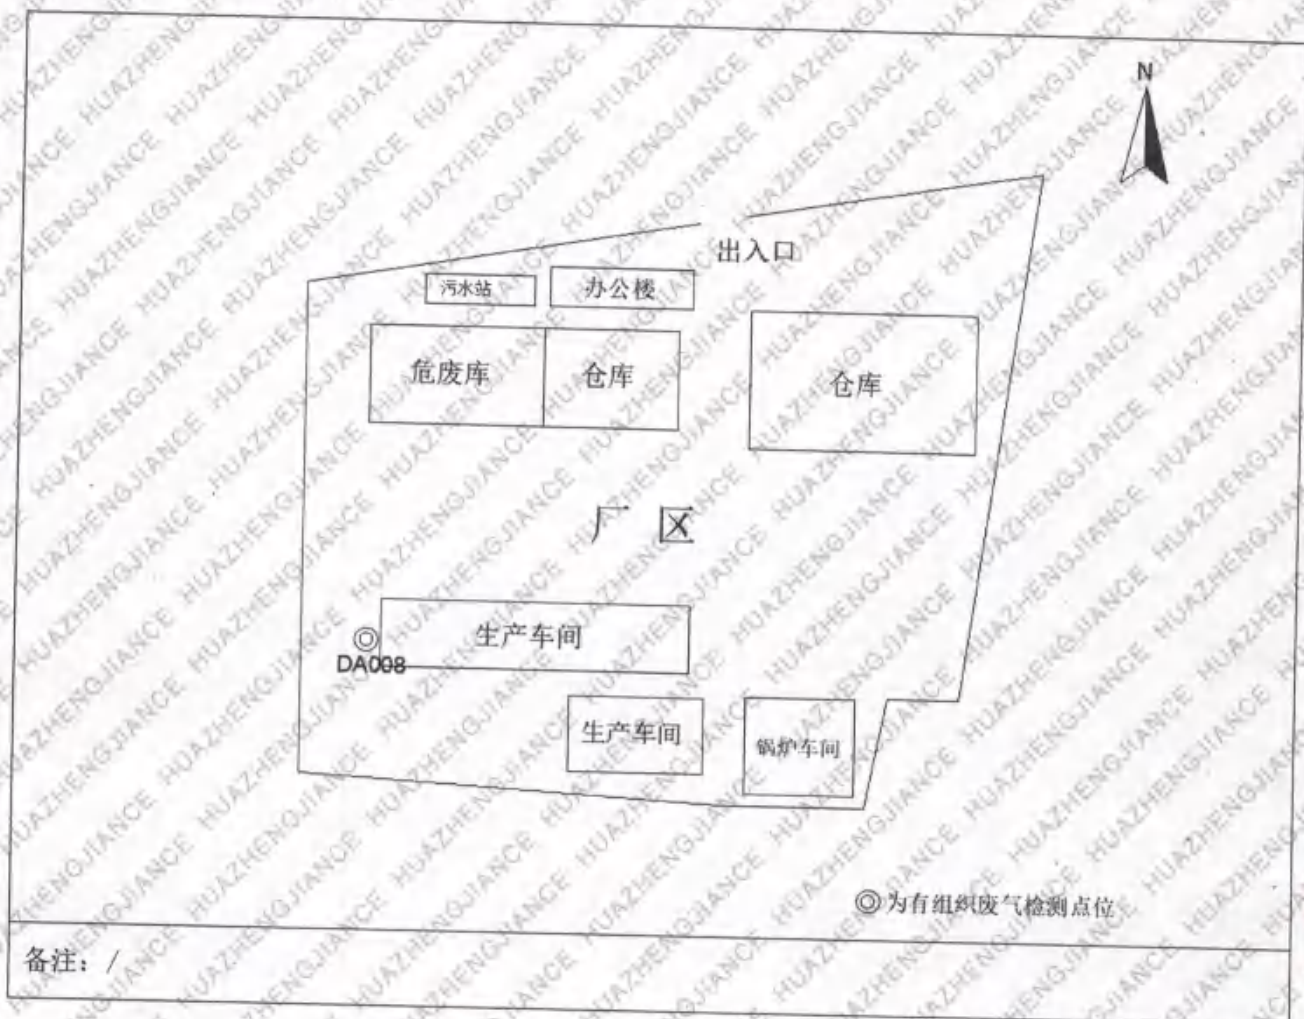 N
出入口
污水站
办公楼
危废库
仓库
仓库
厂 区
生产车间
DA008
生产车间
锅炉车间
◎为有组织废气检测点位
备注：/
HUAZHENGJIANCE